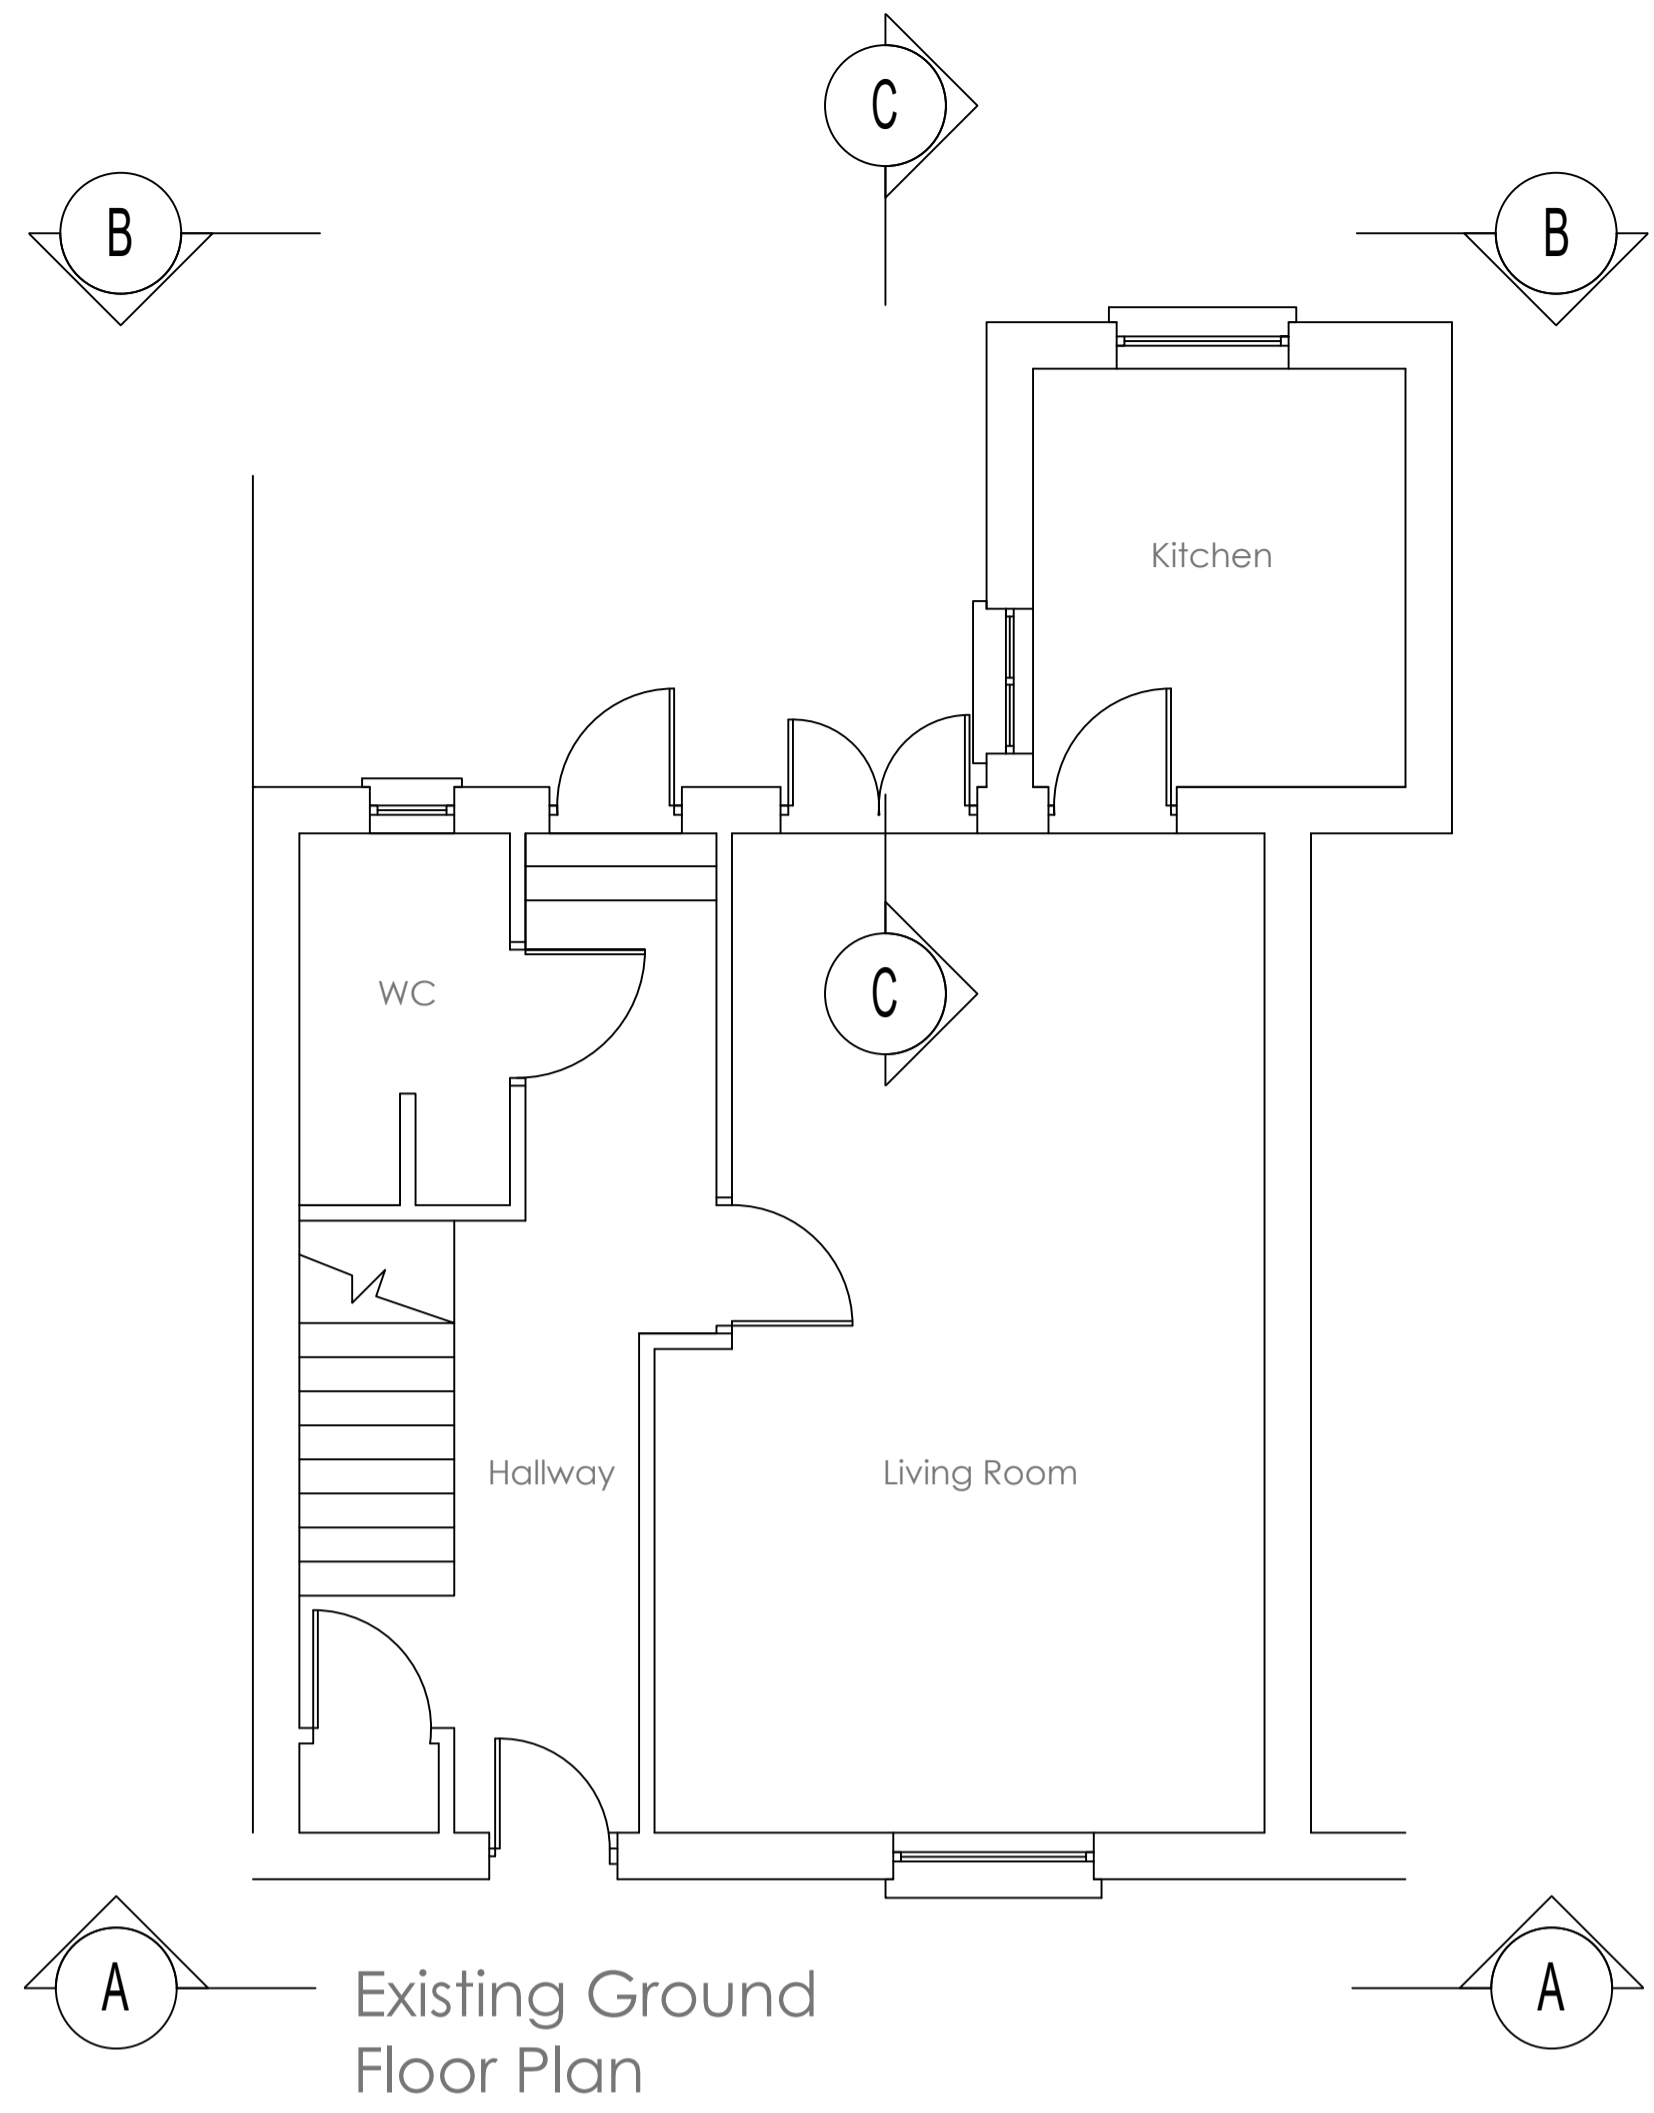 C
B
B
Kitchen
WC
C
Hallway
Living Room
A
A
Existing Ground
Floor Plan